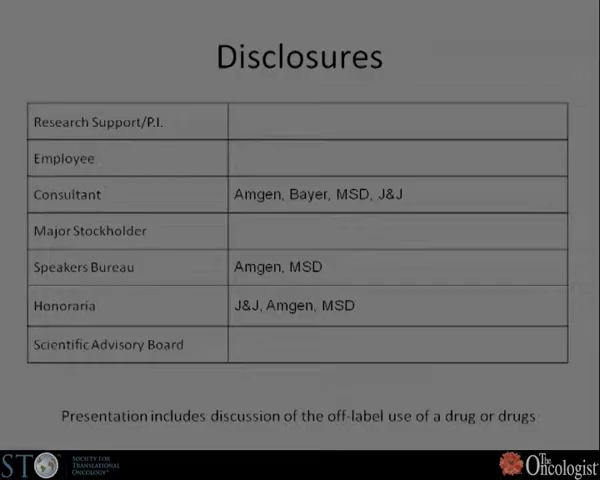 Disclosures
Research Support/P.I.
Employee
Consultant Amgen, Bayer, MSD, J&J
Major Stockholder
Speakers Bureau Amgen, MSD
Honoraria J&J, Amgen, MSD
Scientific Advisory Board
Presentation includes discussion of the off-label use of a drug or drugs
STO SOCIETY FOR
TRANSLATIONAL
ONCOLOGY
The Oncologist